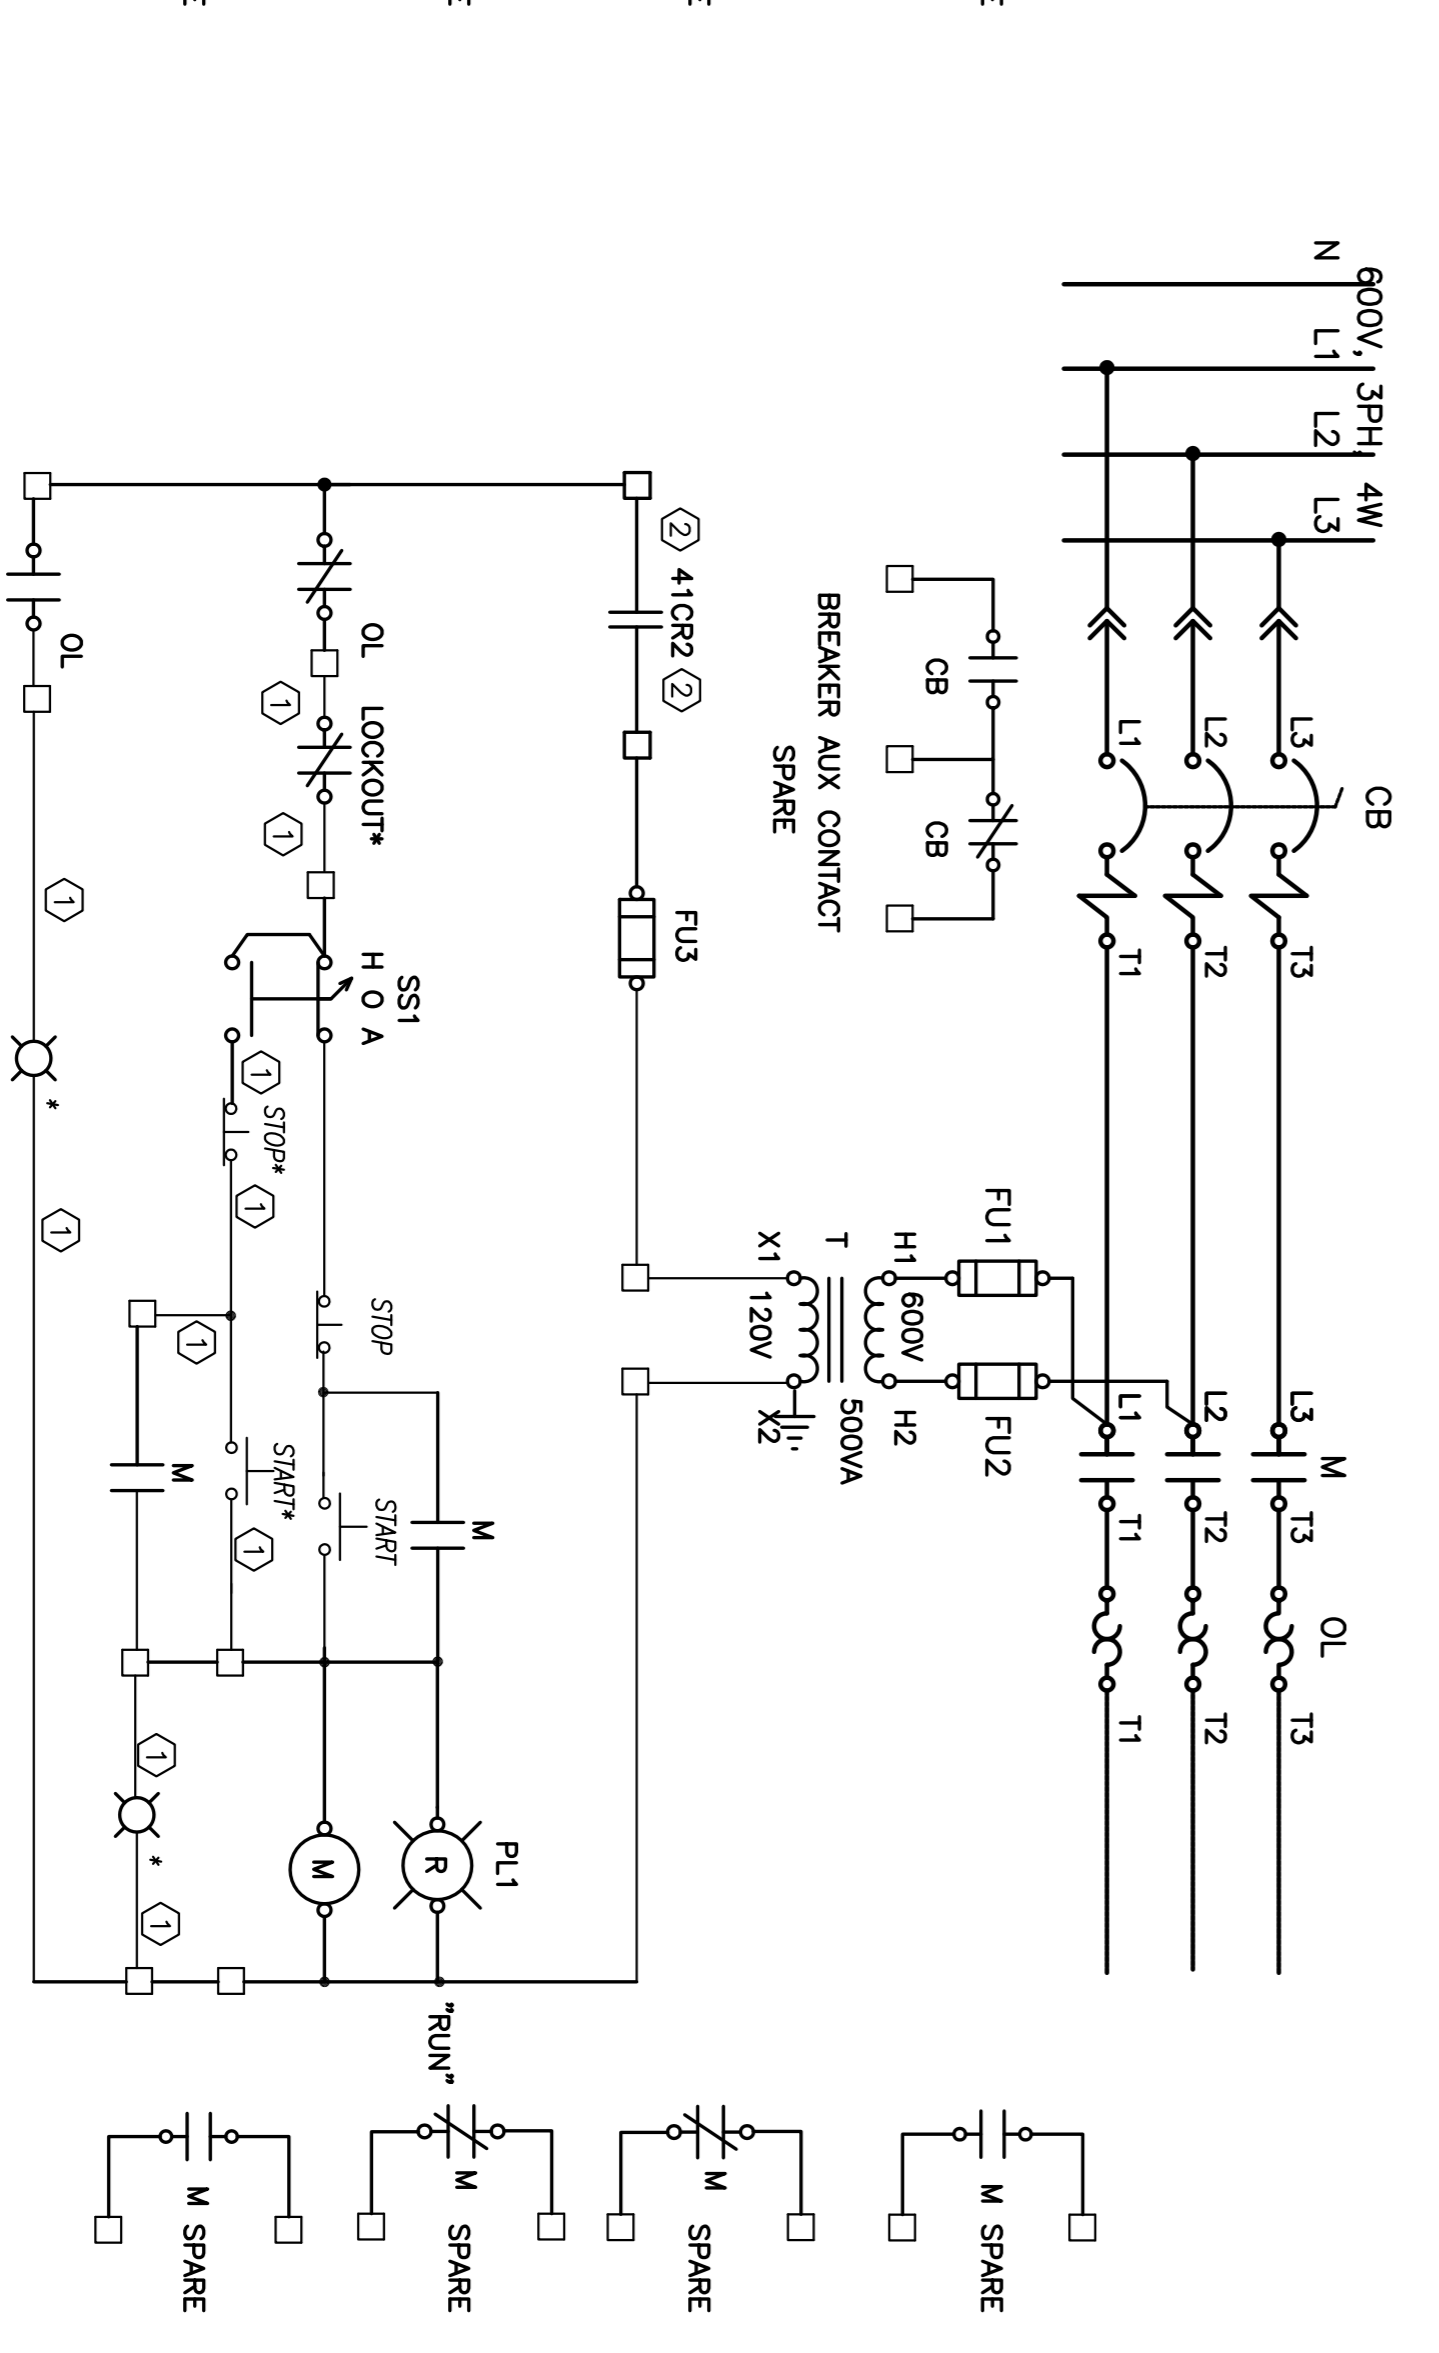 600V, 3PH, 4W
N
L1
L2
L3
CB
L3
T3
L2
T2
L1
T1
M
L3
T3
L2
T2
L1
T1
OL
T3
T2
T1
CB
CB
BREAKER AUX CONTACT
SPARE
FU1
FU2
H1
600V
H2
T
500VA
X1
120V
X2
2
41CR2
2
FU3
OL
1
LOCKOUT*
1
SS1
H O A
STOP
START
M
PL1
R
"RUN"
M
1
STOP*
1
START*
1
1
M
1
*
1
OL
1
*
1
M SPARE
M SPARE
M SPARE
M SPARE